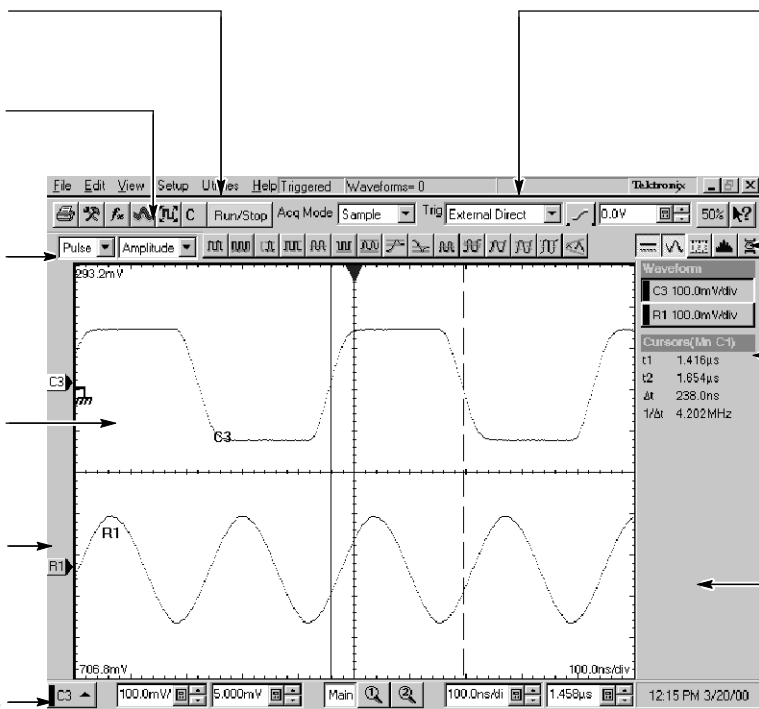 File Edit View Setup Utilities Help Triggered Waveforms= 0 Tektronix
C Run/Stop Acq Mode Sample Trig External Direct 0.0V 50%
Pulse Amplitude
293.2mV
Waveform
C3 100.0mV/div
R1 100.0mV/div
Cursors(Mn C1)
t1 1.416µs
t2 1.654µs
Δt 238.0ns
1/Δt 4.202MHz
C3
C3
R1
R1
-706.8mV 100.0ns/div
C3 100.0mV/ 5.000mV Main 1 2 100.0ns/di 1.458µs 12:15 PM 3/20/00